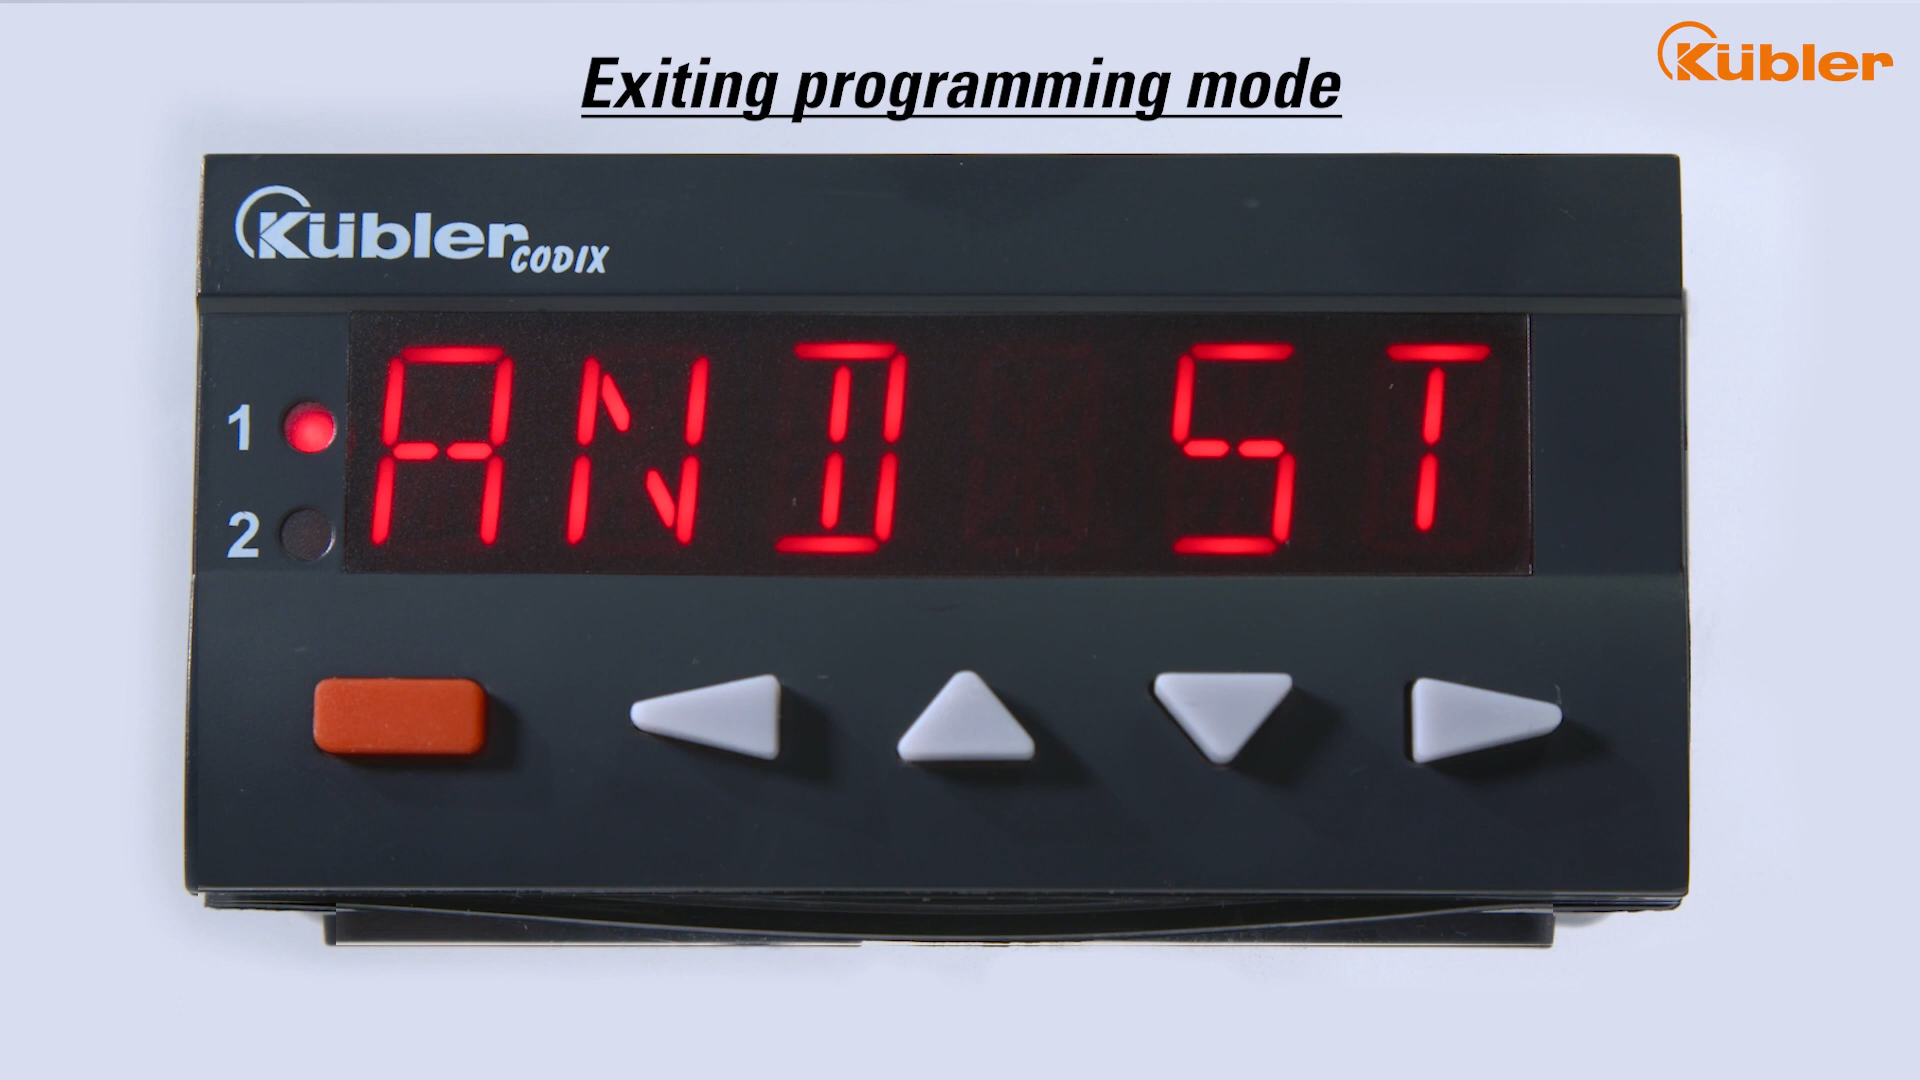 Exiting programming mode
Kübler
Kübler CODIX
AND ST
1
2